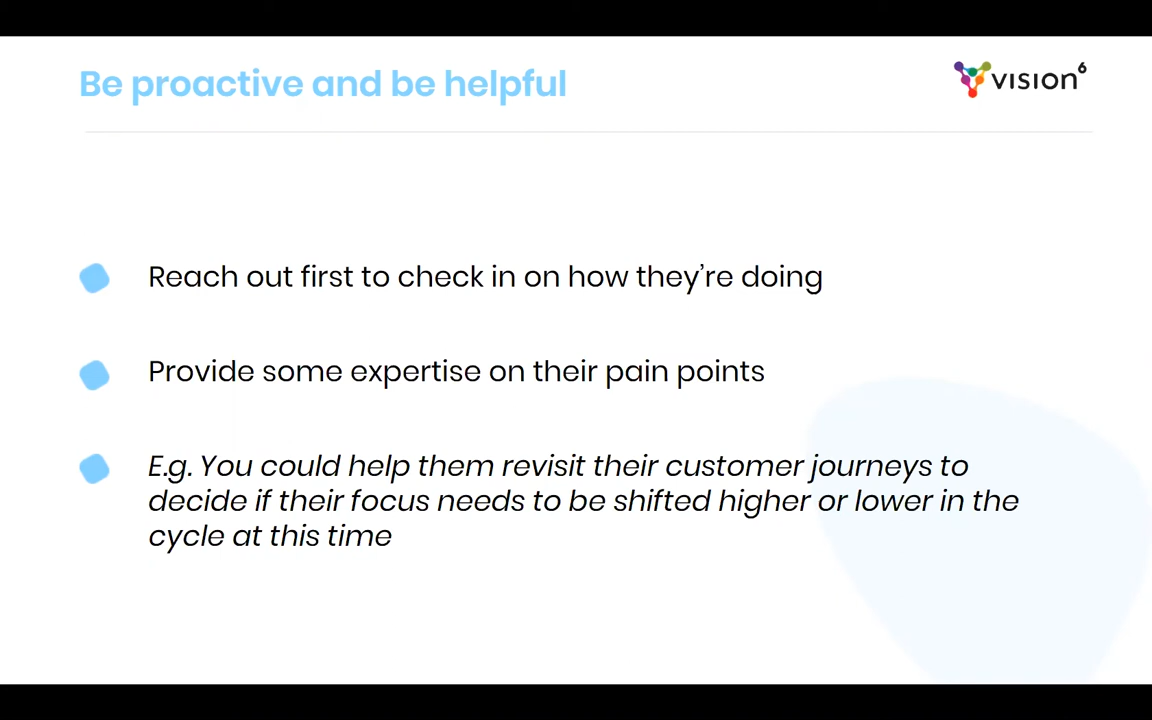 Be proactive and be helpful
vision6
Reach out first to check in on how they’re doing
Provide some expertise on their pain points
E.g. You could help them revisit their customer journeys to
decide if their focus needs to be shifted higher or lower in the
cycle at this time